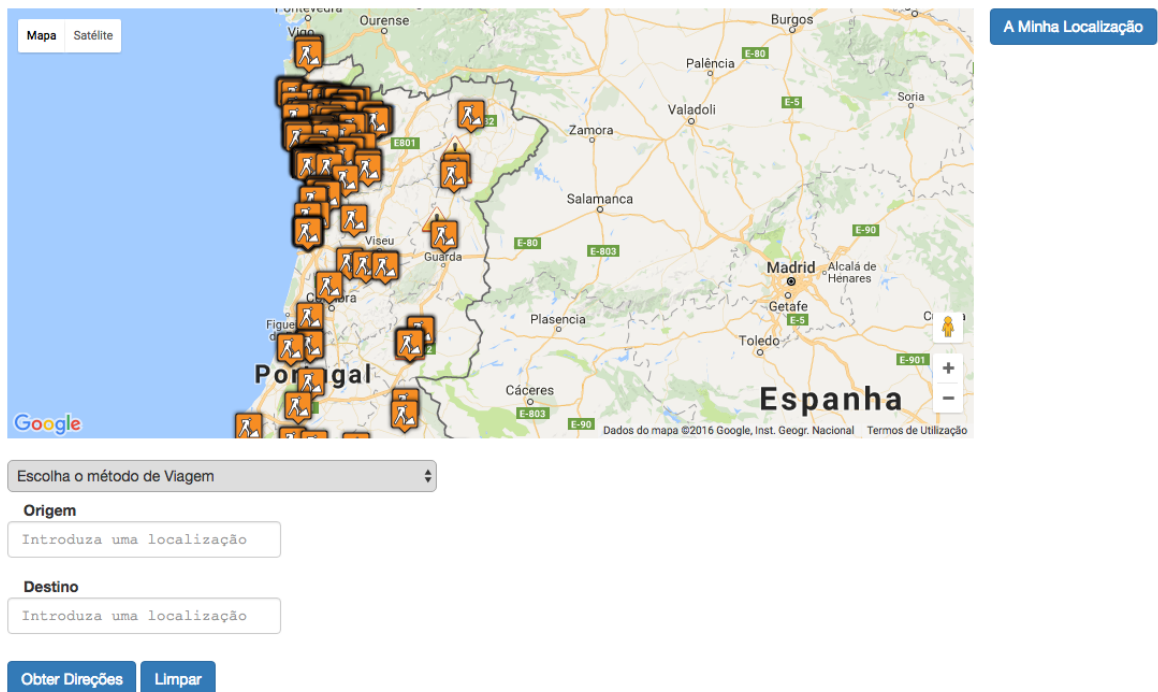 Pontevedra
Ourense
Burgos
A Minha Localização
Mapa
Satélite
Vigo
E-80
Palência
Soria
E-5
Valadoli
Zamora
E801
Salamanca
E-90
Viseu
E-80
E-803
Guarda
Madrid
Alcalá de
Henares
Getafe
E-5
Plasencia
Toledo
E-901
Portugal
Cáceres
Espanha
E-803
E-90
Google
Dados do mapa ©2016 Google, Inst. Geogr. Nacional
Termos de Utilização
Escolha o método de Viagem
Origem
Introduza uma localização
Destino
Introduza uma localização
Obter Direções
Limpar